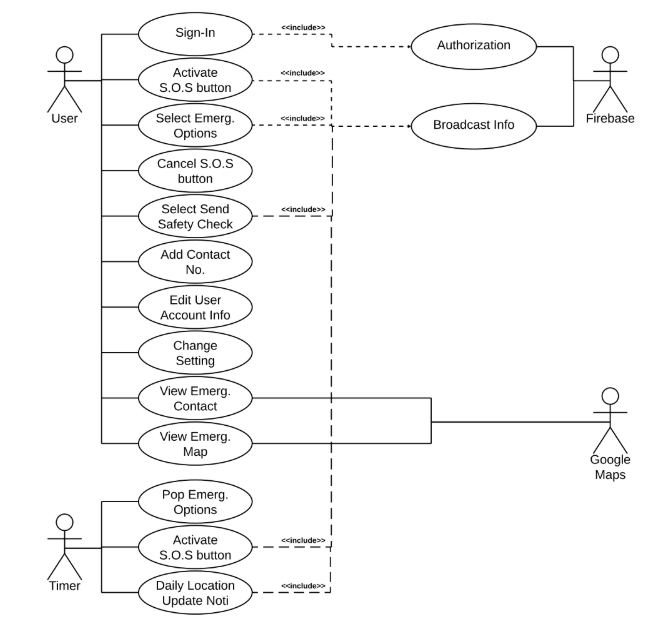 Sign-In
<<include>>
Authorization
User
Activate
S.O.S button
<<include>>
Firebase
Select Emerg.
Options
<<include>>
Broadcast Info
Cancel S.O.S
button
Select Send
Safety Check
<<include>>
Add Contact
No.
Edit User
Account Info
Change
Setting
View Emerg.
Contact
View Emerg.
Map
Google
Maps
Pop Emerg.
Options
Timer
Activate
S.O.S button
<<include>>
Daily Location
Update Noti
<<include>>